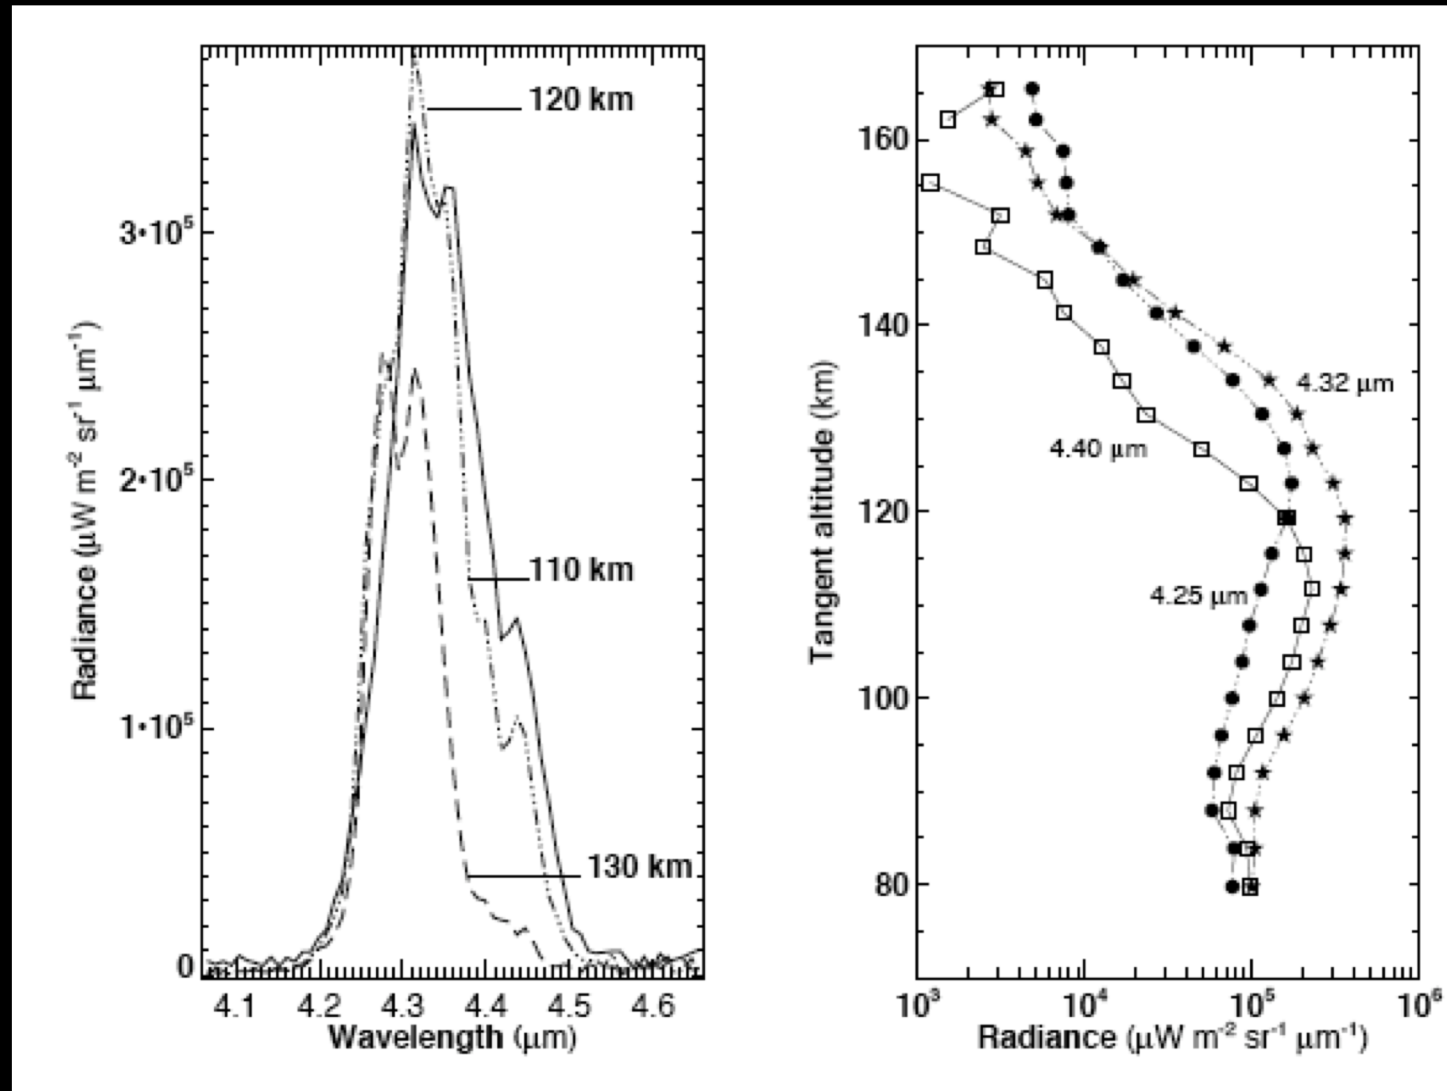 120 km
3•10⁵
2•10⁵
110 km
1•10⁵
130 km
0
4.1 4.2 4.3 4.4 4.5 4.6
Wavelength (μm)
Radiance (μW m⁻² sr⁻¹ μm⁻¹)
160
140
120
100
80
4.32 μm
4.40 μm
4.25 μm
10³ 10⁴ 10⁵ 10⁶
Radiance (μW m⁻² sr⁻¹ μm⁻¹)
Tangent altitude (km)